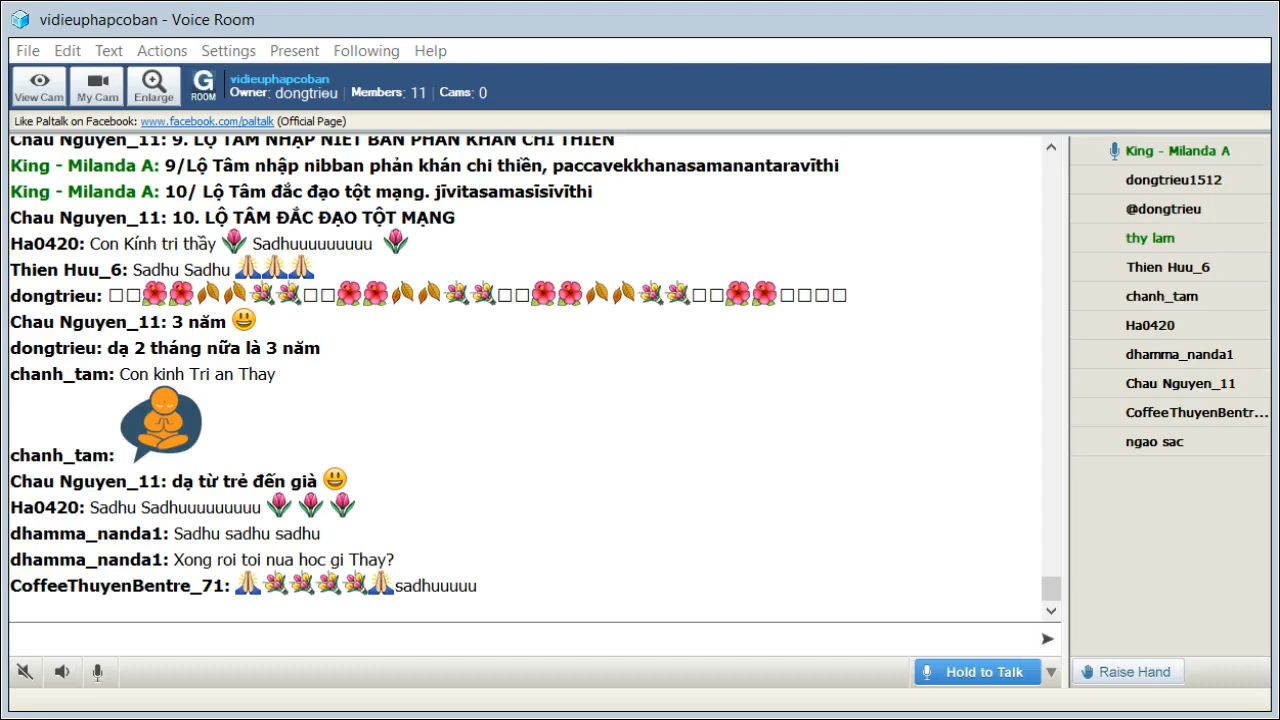 vidieuphapcoban - Voice Room
File Edit Text Actions Settings Present Following Help
View Cam My Cam Enlarge G ROOM vidieuphapcoban
Owner: dongtrieu | Members: 11 | Cams: 0
Like Paltalk on Facebook: www.facebook.com/paltalk (Official Page)
Chau Nguyen_11: 9. LỘ TÂM NHẬP NIẾT BÀN PHẢN KHÁN CHI THIỀN
King - Milanda A: 9/Lộ Tâm nhập nibban phản khán chi thiền, paccavekkhanasamanantaravīthi
King - Milanda A: 10/ Lộ Tâm đắc đạo tột mạng. jīvitasamasīsīvīthi
Chau Nguyen_11: 10. LỘ TÂM ĐẮC ĐẠO TỘT MẠNG
Ha0420: Con Kính tri thầy 🌷 Sadhuuuuuuuuu 🌷
Thien Huu_6: Sadhu Sadhu 🙏🙏🙏
dongtrieu: □□🌺🌺🍂🍂💐💐□□🌺🌺🍂🍂💐💐□□🌺🌺🍂🍂💐💐□□🌺🌺□□□□
Chau Nguyen_11: 3 năm 😃
dongtrieu: dạ 2 tháng nữa là 3 năm
chanh_tam: Con kinh Tri an Thay
chanh_tam:
Chau Nguyen_11: dạ từ trẻ đến già 😃
Ha0420: Sadhu Sadhuuuuuuuuu 🌷 🌷 🌷
dhamma_nanda1: Sadhu sadhu sadhu
dhamma_nanda1: Xong roi toi nua hoc gi Thay?
CoffeeThuyenBentre_71: 🙏💐💐💐💐🙏sadhuuuuu
King - Milanda A
dongtrieu1512
@dongtrieu
thy lam
Thien Huu_6
chanh_tam
Ha0420
dhamma_nanda1
Chau Nguyen_11
CoffeeThuyenBentr...
ngao sac
Hold to Talk
Raise Hand